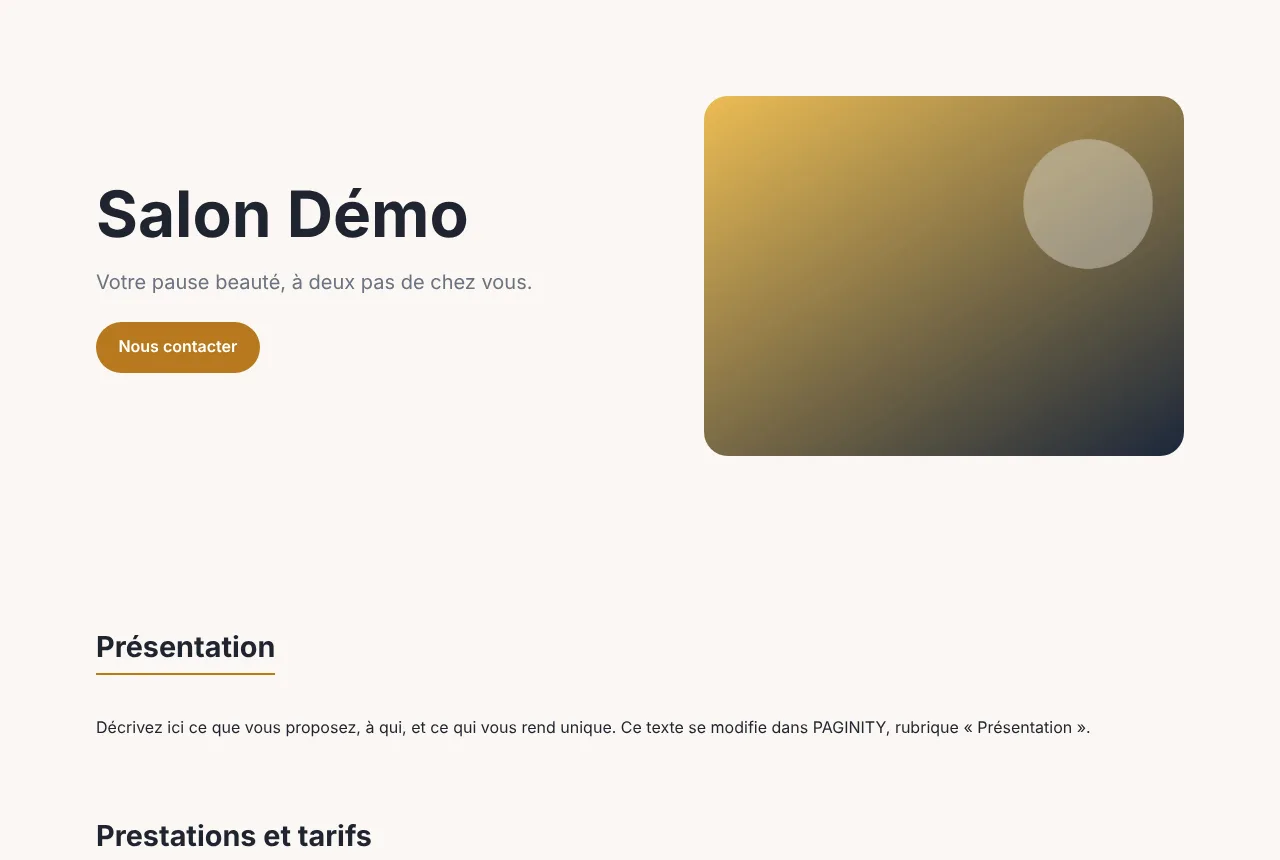 Salon Démo
Votre pause beauté, à deux pas de chez vous.
Nous contacter
Présentation
Décrivez ici ce que vous proposez, à qui, et ce qui vous rend unique. Ce texte se modifie dans PAGINITY, rubrique « Présentation ».
Prestations et tarifs